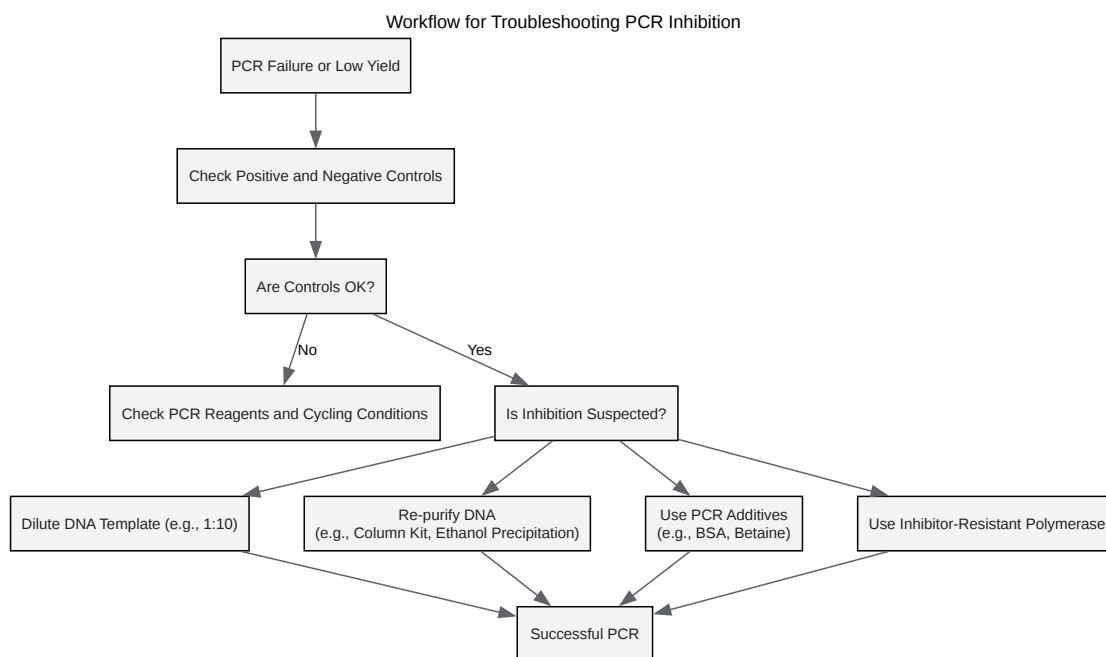 Workflow for Troubleshooting PCR Inhibition
PCR Failure or Low Yield
Check Positive and Negative Controls
Are Controls OK?
No
Yes
Check PCR Reagents and Cycling Conditions
Is Inhibition Suspected?
Dilute DNA Template (e.g., 1:10)
Re-purify DNA
(e.g., Column Kit, Ethanol Precipitation)
Use PCR Additives
(e.g., BSA, Betaine)
Use Inhibitor-Resistant Polymerase
Successful PCR